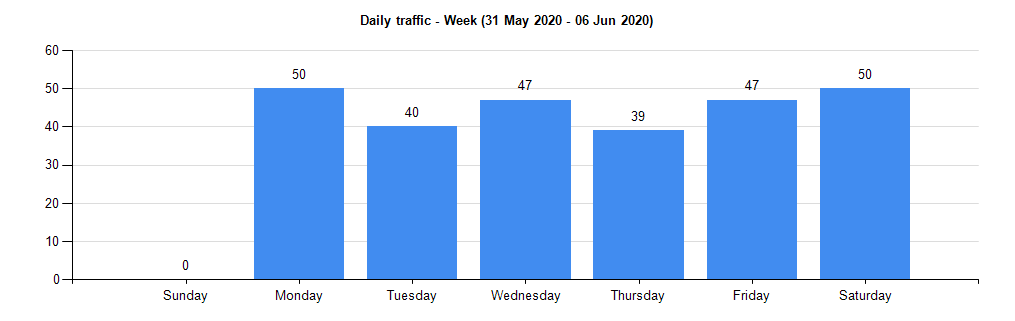 Daily traffic - Week (31 May 2020 - 06 Jun 2020)
60
50
40
30
20
10
0
0
50
40
47
39
47
50
Sunday
Monday
Tuesday
Wednesday
Thursday
Friday
Saturday